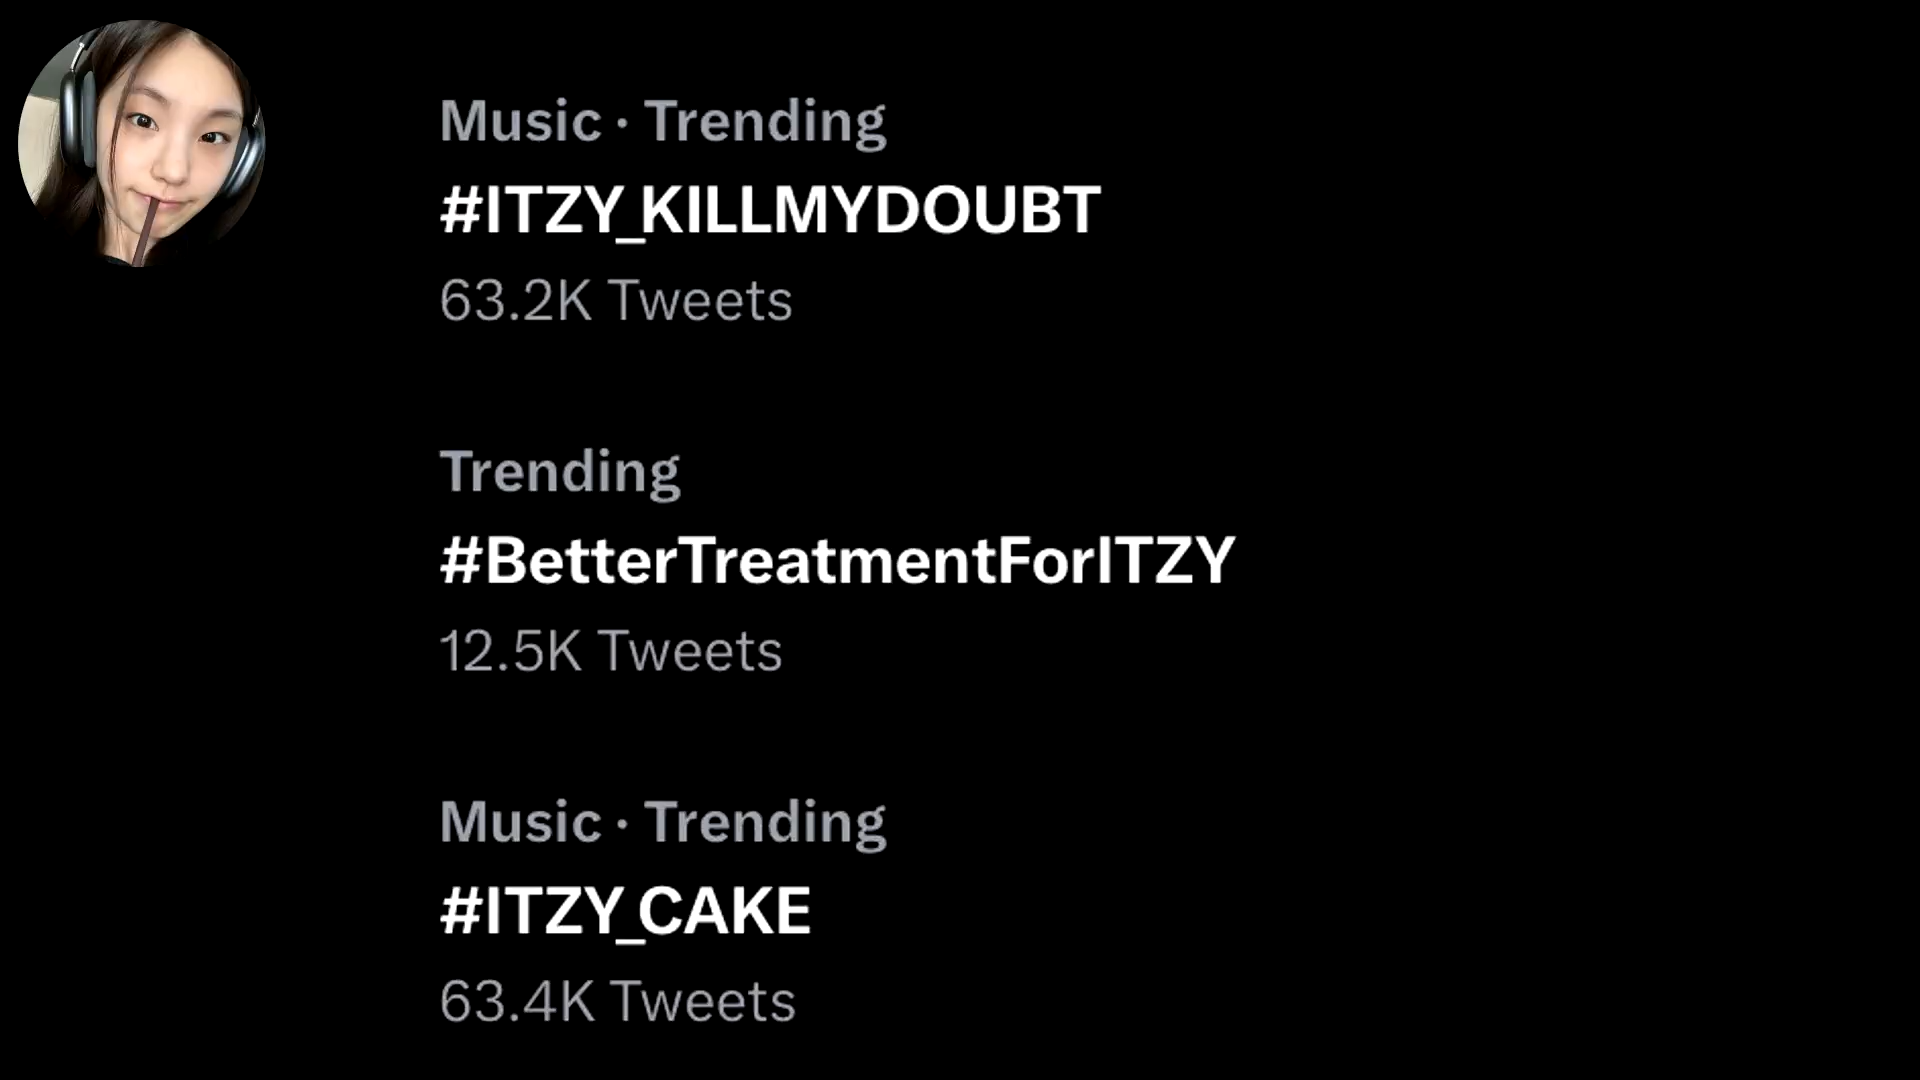 Music · Trending
#ITZY_KILLMYDOUBT
63.2K Tweets
Trending
#BetterTreatmentForITZY
12.5K Tweets
Music · Trending
#ITZY_CAKE
63.4K Tweets